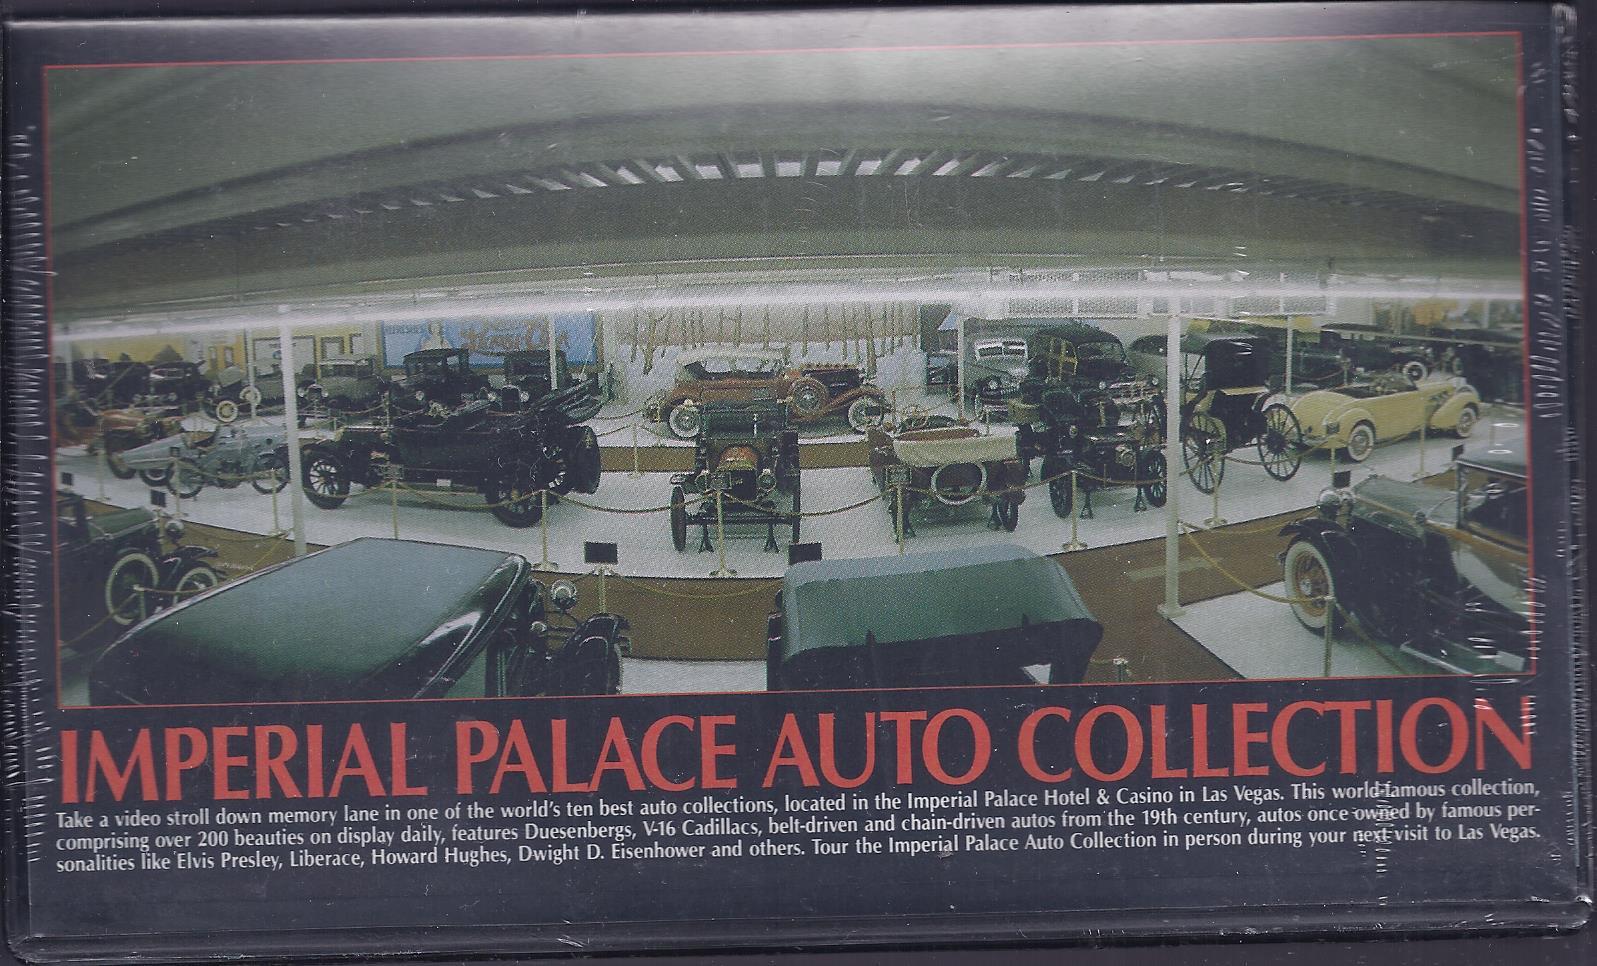 IMPERIAL PALACE AUTO COLLECTION
Take a video stroll down memory lane in one of the world's ten best auto collections, located in the Imperial Palace Hotel & Casino in Las Vegas. This world-famous collection,
comprising over 200 beauties on display daily, features Duesenbergs, V-16 Cadillacs, belt-driven and chain-driven autos from the 19th century, autos once owned by famous per-
sonalities like Elvis Presley, Liberace, Howard Hughes, Dwight D. Eisenhower and others. Tour the Imperial Palace Auto Collection in person during your next visit to Las Vegas.